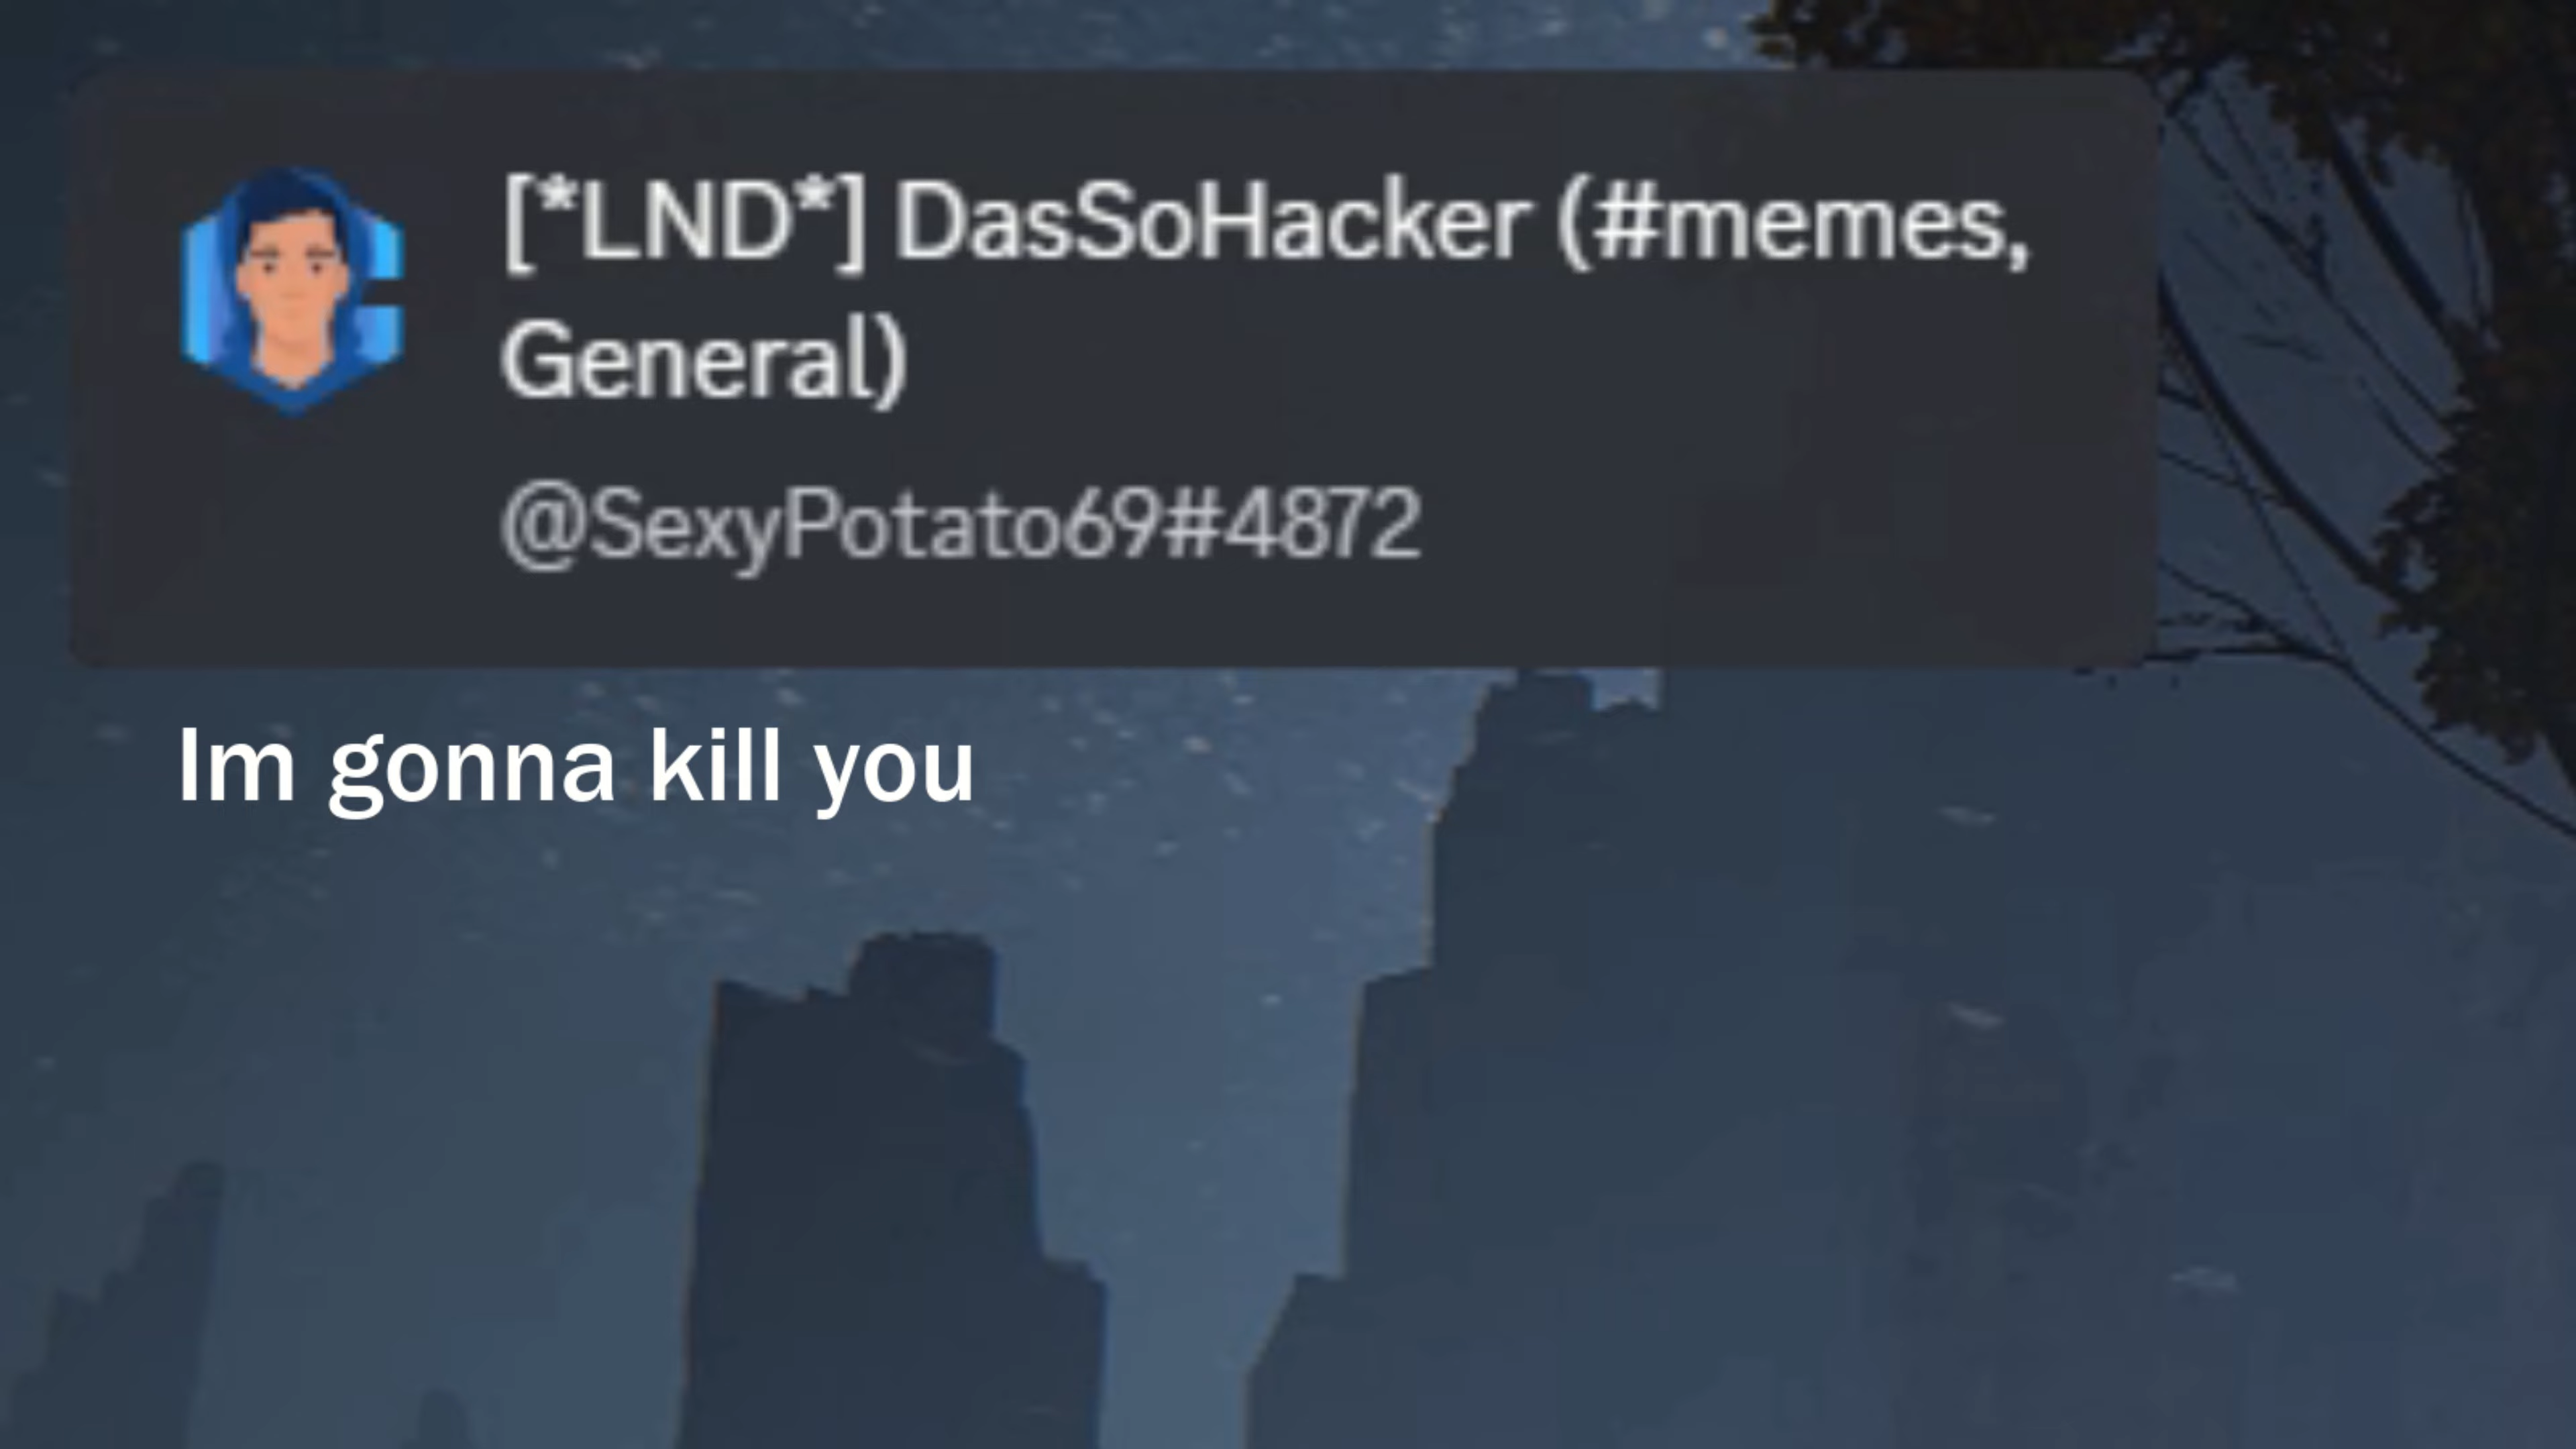 [*LND*] DasSoHacker (#memes,
General)
@SexyPotato69#4872
Im gonna kill you